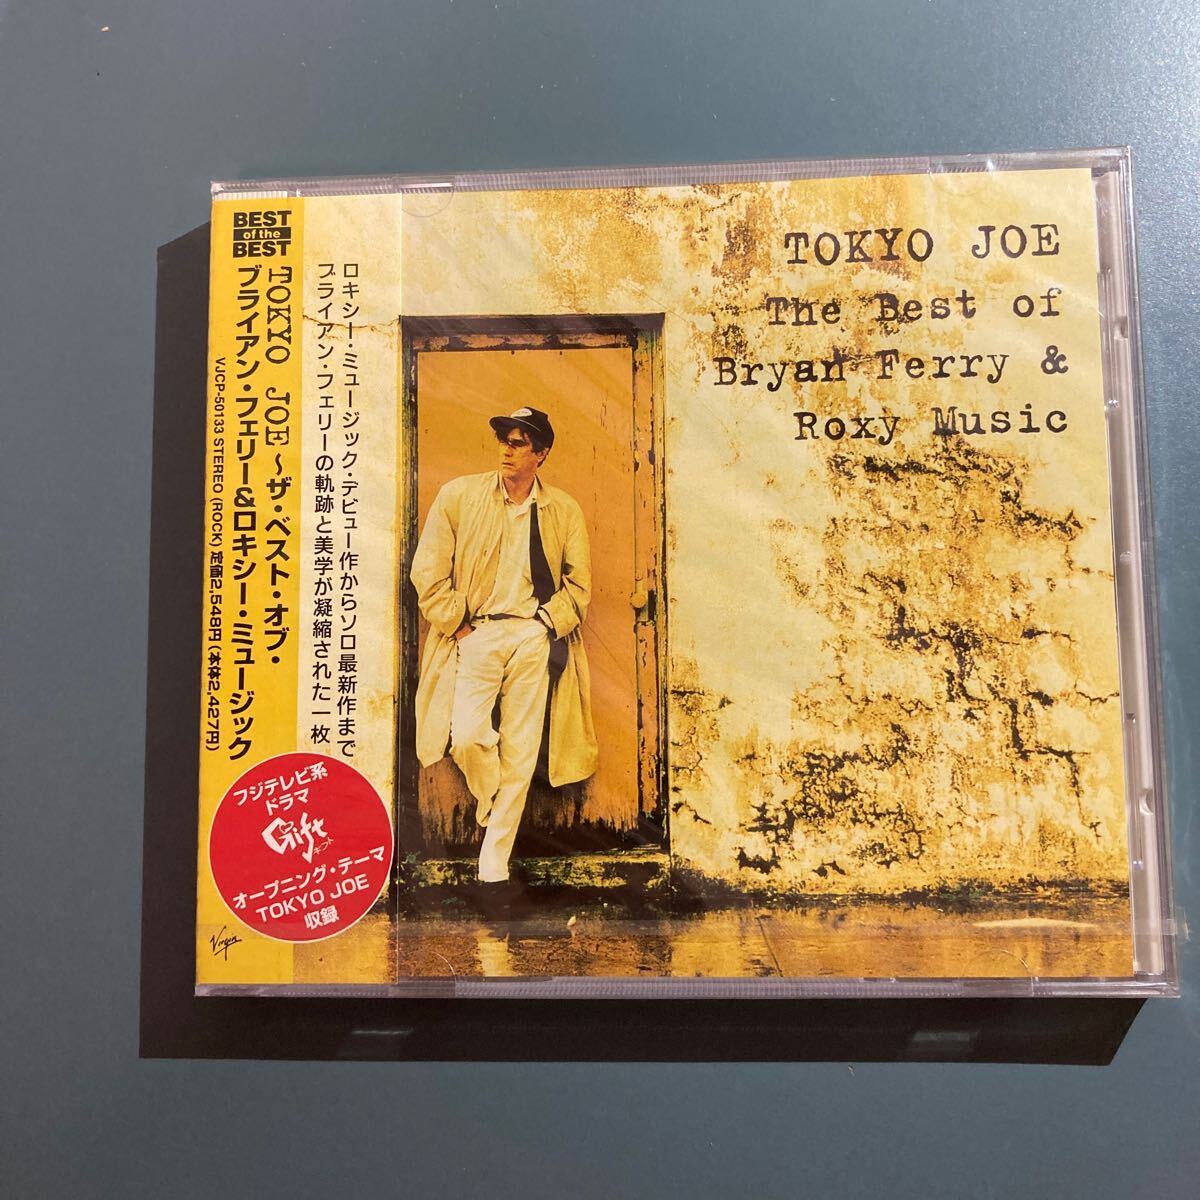 BEST
of the
BEST
TOKYO JOE〜ザ・ベスト・オブ・
ブライアン・フェリー&ロキシー・ミュージック
VJCP-50133 STEREO (ROCK) 定価2,548円(本体2,427円)
ロキシー・ミュージック・デビュー作からソロ最新作まで
ブライアン・フェリーの軌跡と美学が凝縮された一枚。
フジテレビ系
ドラマ
Gift
ギフト
オープニング・テーマ
TOKYO JOE
収録
Virgin
TOKYO JOE
The Best of
Bryan Ferry &
Roxy Music